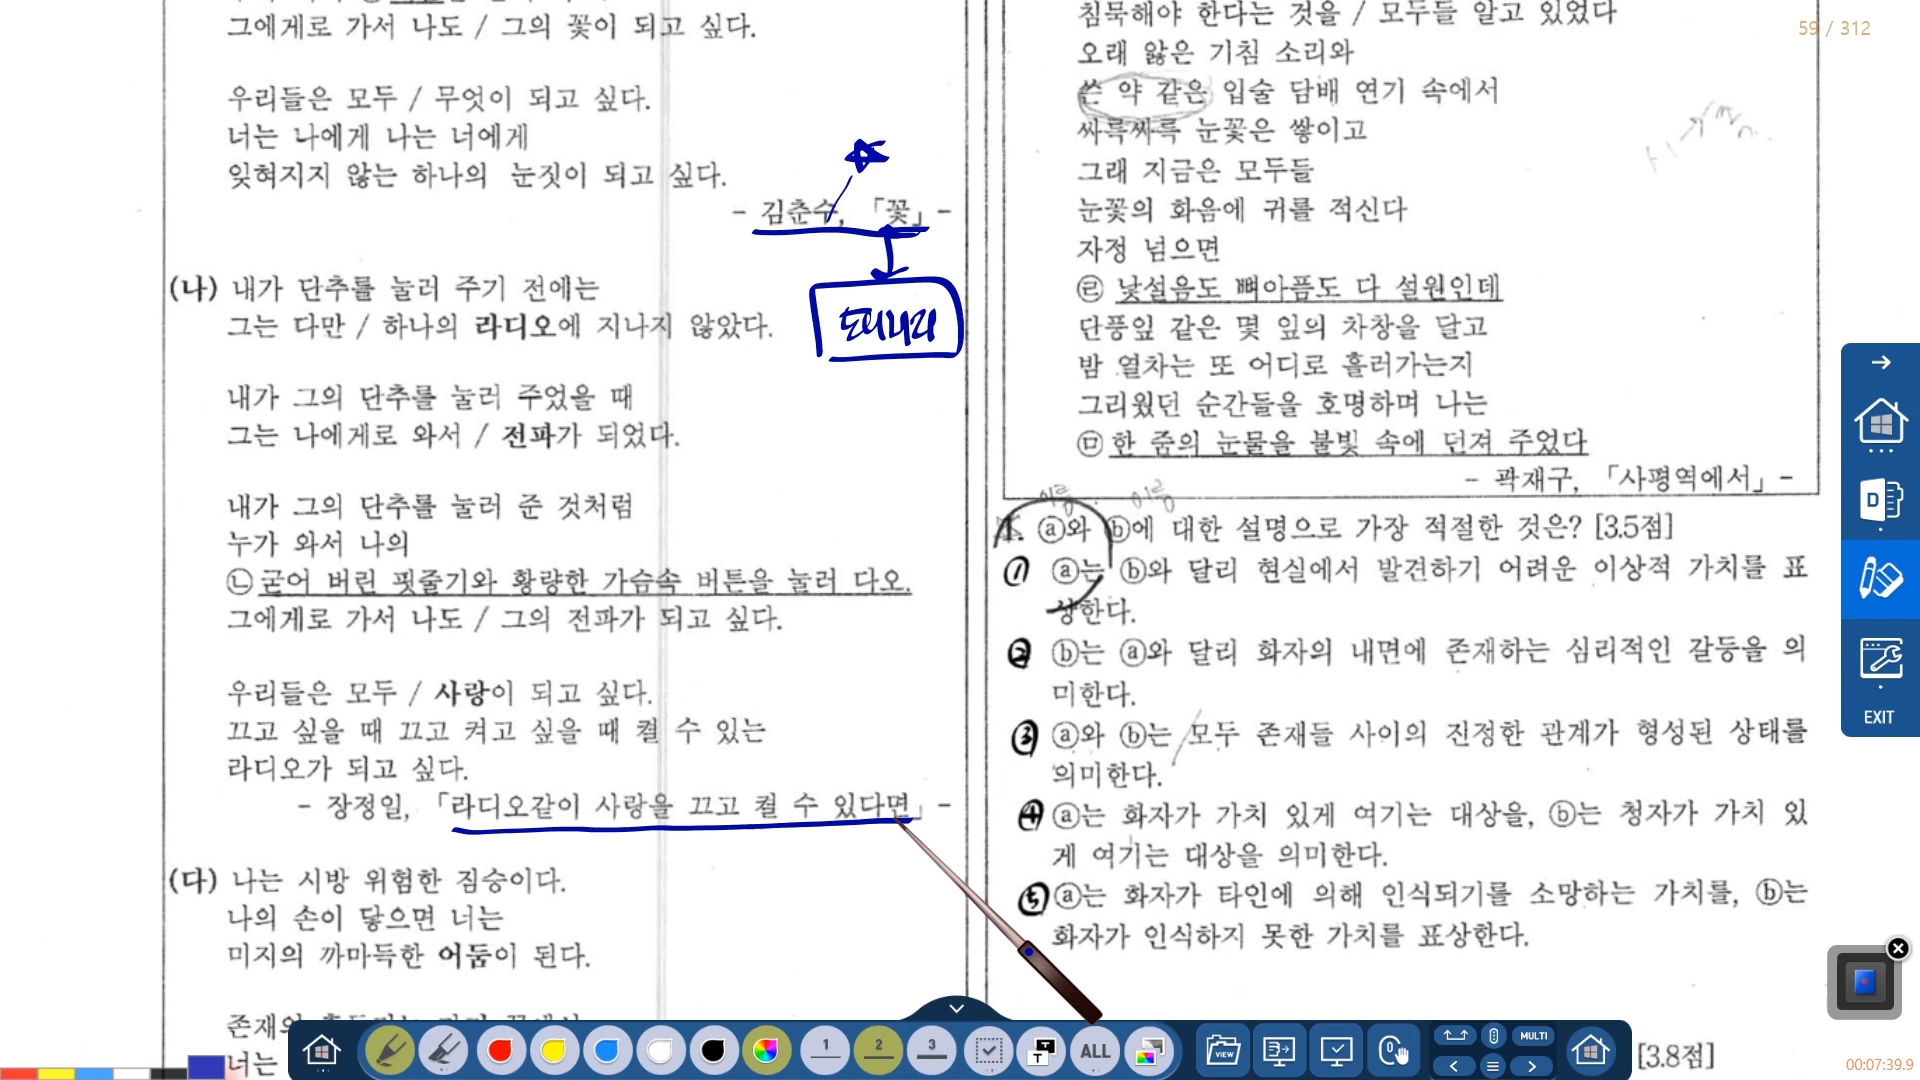 그에게로 가서 나도 / 그의 꽃이 되고 싶다.
우리들은 모두 / 무엇이 되고 싶다.
너는 나에게 나는 너에게
잊혀지지 않는 하나의 눈짓이 되고 싶다.
- 김춘수, 「꽃」 -
(나) 내가 단추를 눌러 주기 전에는
그는 다만 / 하나의 라디오에 지나지 않았다.
내가 그의 단추를 눌러 주었을 때
그는 나에게로 와서 / 전파가 되었다.
내가 그의 단추를 눌러 준 것처럼
누가 와서 나의
㉡ 굳어 버린 핏줄기와 황량한 가슴속 버튼을 눌러 다오.
그에게로 가서 나도 / 그의 전파가 되고 싶다.
우리들은 모두 / 사랑이 되고 싶다.
끄고 싶을 때 끄고 켜고 싶을 때 켤 수 있는
라디오가 되고 싶다.
- 장정일, 「라디오같이 사랑을 끄고 켤 수 있다면」 -
(다) 나는 시방 위험한 짐승이다.
나의 손이 닿으면 너는
미지의 까마득한 어둠이 된다.
존재의
너는
침묵해야 한다는 것을 / 모두들 알고 있었다
오래 앓은 기침 소리와
쓴 약 같은 입술 담배 연기 속에서
싸륵싸륵 눈꽃은 쌓이고
그래 지금은 모두들
눈꽃의 화음에 귀를 적신다
자정 넘으면
㉣ 낯설음도 뼈아픔도 다 설원인데
단풍잎 같은 몇 잎의 차창을 달고
밤 열차는 또 어디로 흘러가는지
그리웠던 순간들을 호명하며 나는
㉤ 한 줌의 눈물을 불빛 속에 던져 주었다
- 곽재구, 「사평역에서」 -
이름 이름
1. ⓐ와 ⓑ에 대한 설명으로 가장 적절한 것은? [3.5점]
① ⓐ는 ⓑ와 달리 현실에서 발견하기 어려운 이상적 가치를 표
상한다.
② ⓑ는 ⓐ와 달리 화자의 내면에 존재하는 심리적인 갈등을 의
미한다.
③ ⓐ와 ⓑ는 모두 존재들 사이의 진정한 관계가 형성된 상태를
의미한다.
④ ⓐ는 화자가 가치 있게 여기는 대상을, ⓑ는 청자가 가치 있
게 여기는 대상을 의미한다.
⑤ ⓐ는 화자가 타인에 의해 인식되기를 소망하는 가치를, ⓑ는
화자가 인식하지 못한 가치를 표상한다.
[3.8점]
59 / 312
EXIT
1 2 3
T T
ALL
VIEW
MULTI
00:07:39.9